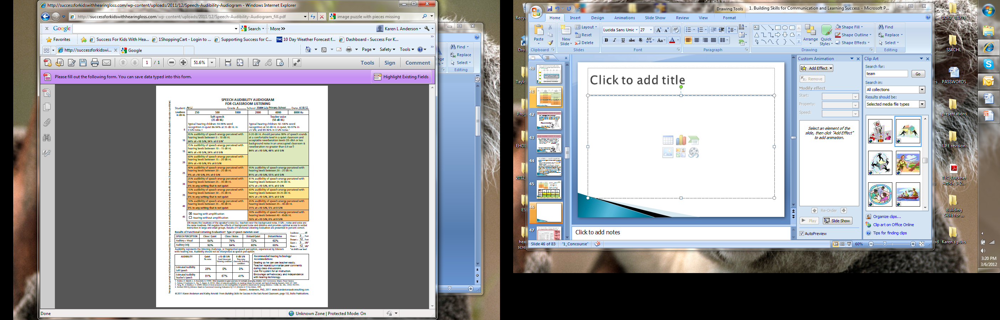 http://successforkidswithhearingloss.com/wp-content/uploads/2011/12/Speech-Audibility-Audiogram - Windows Internet Explorer
http://successforkidswithhearingloss.com/wp-content/uploads/2011/12/Speech-Audibility-Audiogram_fill.pdf
image puzzle with pieces missing
Google
Search
More »
Karen L Anderson
Favorites
Success For Kids With Hea...
1ShoppingCart - Login to ...
Supporting Success for C...
10 Day Weather Forecast f...
Dashboard ‹ Success For K...
http://successforkidswi...
Google
Page
Safety
Tools
1 / 1
51.6%
Tools
Sign
Comment
Please fill out the following form. You can save data typed into this form.
Highlight Existing Fields
SPEECH AUDIBILITY AUDIOGRAM
FOR CLASSROOM LISTENING
Student An Li Grade 4 School Water Lily Primary School Date 4/18/12
Loudness in dB HL
250 500 1000 2000 4000 8000 Hz
Soft speech
(35 dB HL)
Typical hearing children: 93-98% word
recognition in quiet 86-94% at 35 dB HL in
0 S/N noise.1
Teacher voice
(50 dB HL)
Typical hearing children: 92-100% word
recognition at 50 dB HL in quiet, 90-97% in
+5 S/N, and 89-96% in 0 S/N noise.1
0
95% audibility of speech energy perceived with
hearing levels between 0 – 10 dB HL
64% at +10 S/N, 34% at 0 S/N
0-20 dB HL should perceive 98% of speech sounds
at a comfortable level in a quiet classroom and
acceptable reverberation levels (35 dBA or less
background noise in an unoccupied classroom &
reverberation no greater than 0.9 sec)
84% at +10 S/N, 48% at 0 S/N
10
75% audibility of speech energy perceived with
hearing levels between 10 – 15 dB HL
44% at +10 S/N, 24% at 0 S/N
15
60% audibility of speech energy perceived with
hearing levels between 15 – 20 dB HL
29% at +10 S/N, 9% at 0 S/N
20
40% audibility of speech energy perceived with
hearing levels between 20 – 25 dB HL
9% at +10 S/N, 0% at 0 S/N
95% audibility of speech energy perceived with
hearing levels between 20 – 25 dB HL
81% at +10 S/N, 55% at 0 S/N
25
25% audibility of speech energy perceived with
hearing levels between 25 – 30 dB HL
0% in any setting that is not quiet
81% audibility of speech energy perceived with
hearing levels between 25-30 dB HL
67% at +10 S/N, 41% at 0 S/N
30
15% audibility of speech energy perceived with
hearing levels between 30 – 35 dB HL
0% in any setting that is not quiet
60% audibility of speech energy perceived with
hearing levels between 30-35 dB HL
46% at +10 S/N, 20% at 0 S/N
35
10% audibility of speech energy perceived with
hearing levels between 35 – 40 dB HL
0% in any setting that is not quiet
45% audibility of speech energy perceived with
hearing levels between 35 – 40 dB HL
31% at +10 S/N, 5% at 0 S/N
40
Hearing with amplification
Hearing without amplification
30% audibility of speech energy perceived with
hearing levels between 40 - 45dB HL
16% at +10 S/N, 0% at 0 S/N
45
S/N means the loudness of the speaker's voice (i.e. teacher) over the background noise. 0 S/N = noise and voice are
the same loudness. FM negates the effects of background noise and distance and provides optimal access to verbal
instruction in large and small groups. Results of Functional Listening Evaluation are presented in percent correct.
Results of Functional Listening Evaluation: Type of speech materials used:
SPEECH PERCEPTION Close / Quiet Close / Noise Distant/Quiet Distant/Noise
Auditory + Visual 84% 76% 72% 60%
Auditory Only 92% 84% 80% 68%
Loudness: dB
Close = 3 Feet
Distant = 12 Feet
Quiet = 3 S/N*
Noise = 12 S/N*
*at child's ear level
Audibility represents the listening challenge, or fragmented speech perception, experienced by listeners
with hearing loss. Audibility should not be interpreted as speech perception.
AUDIBILITY
Quiet No noise
+10 dB S/N Good classroom listening condition
0 dB S/N Very noisy classroom listening condition
Estimated Audibility Soft Speech 25% 0% 0%
Estimated Audibility Teacher's Speech 81% 67% 41%
Recommended Hearing Technology/
Accommodations:
Seating so he can see teacher easily.
Teacher repeat/summarize peer comments
during class discussions.
Use FM system for all instruction.
Encourage self-advocacy and independence
with hearing technology.
Karen L. Anderson, PhD, 2011 www.kandersonaudconsulting.com
© 2011 Karen Anderson and Kathy Arnoldi From Building Skills for Success in the Fast-Paced Classroom, page 132, Butte Publications.
Done
Unknown Zone | Protected Mode: On
Find
Replace
Select
Editing
Drawing Tools
1. Building Skills for Communication and Learning Success - Microsoft P...
Home
Insert
Design
Animations
Slide Show
Review
View
Format
Paste
Clipboard
New Slide
Layout
Reset
Delete
Slides
Lucida Sans Unic
27
Font
Paragraph
Arrange
Quick Styles
Shape Fill
Shape Outline
Shape Effects
Drawing
Find
Replace
Select
Editing
40
41
42
43
44
45
46
47
Click to add title
Click to add notes
Slide 46 of 83
"1_Concourse"
60%
Custom Animation
Add Effect
Remove
Modify effect
Start:
Property:
Speed:
Select an element of the
slide, then click "Add Effect"
to add animation.
Re-Order
Play
Slide Show
AutoPreview
Clip Art
Search for:
team
Go
Search in:
All collections
Results should be:
Selected media file types
Organize clips...
Clip art on Office Online
Tips for finding clips
DDRP-TARLE
SS4CHL
PASSWORDS
presentations
LIFE revision
TEC_Luckner
Article 3-2...
Building
Skills for ...
Karen's pubs
3:20 PM
3/6/2012